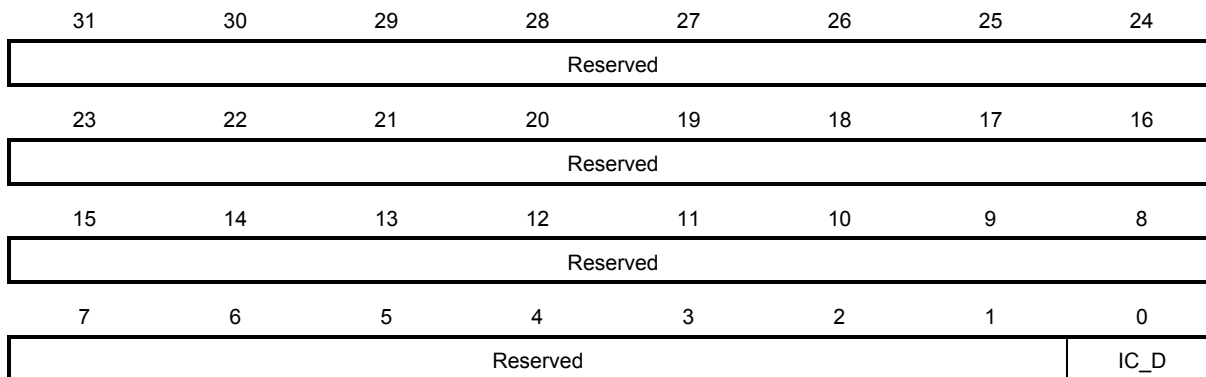 31 30 29 28 27 26 25 24
Reserved
23 22 21 20 19 18 17 16
Reserved
15 14 13 12 11 10 9 8
Reserved
7 6 5 4 3 2 1 0
Reserved IC_D